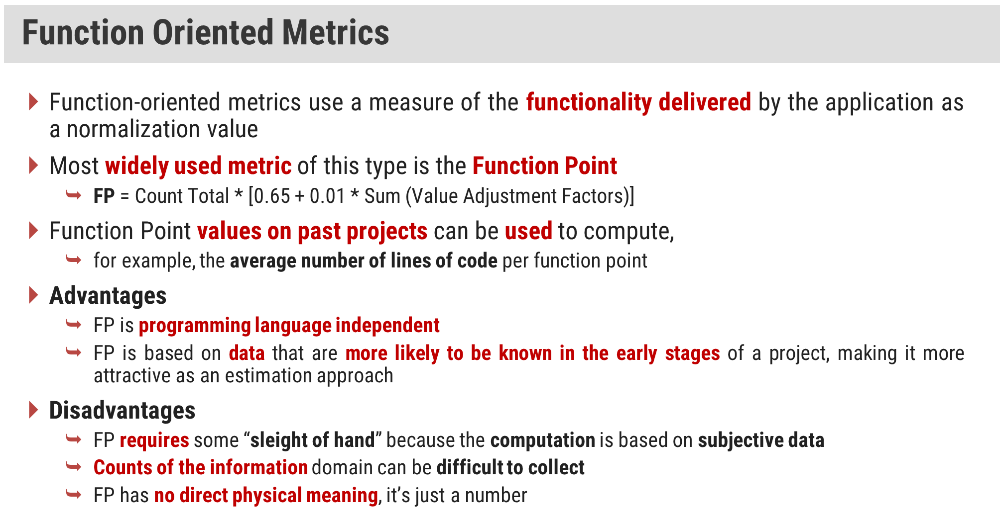 Function Oriented Metrics
Function-oriented metrics use a measure of the functionality delivered by the application as
a normalization value
Most widely used metric of this type is the Function Point
FP = Count Total * [0.65 + 0.01 * Sum (Value Adjustment Factors)]
Function Point values on past projects can be used to compute,
for example, the average number of lines of code per function point
Advantages
FP is programming language independent
FP is based on data that are more likely to be known in the early stages of a project, making it more
attractive as an estimation approach
Disadvantages
FP requires some “sleight of hand” because the computation is based on subjective data
Counts of the information domain can be difficult to collect
FP has no direct physical meaning, it’s just a number